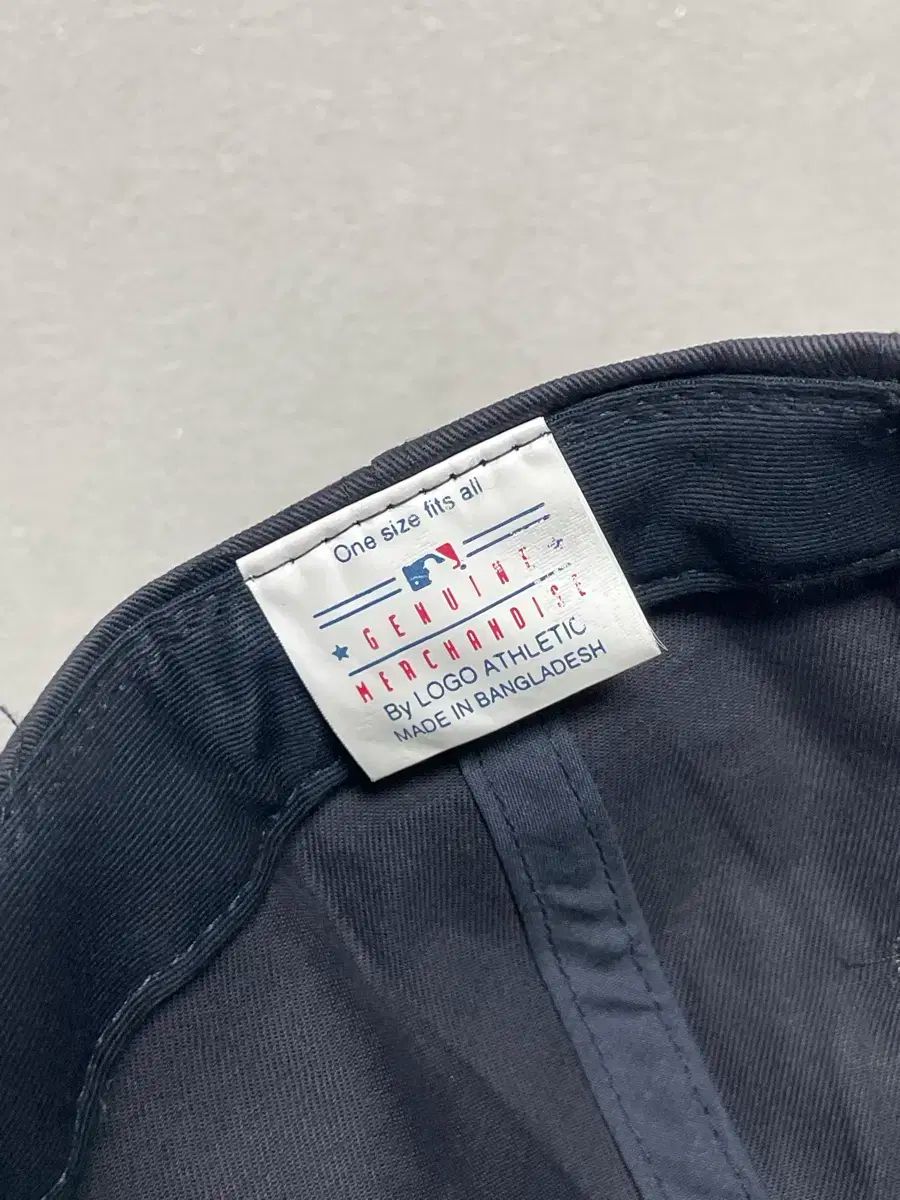 One size fits all
GENUINE
MERCHANDISE
By LOGO ATHLETIC
MADE IN BANGLADESH